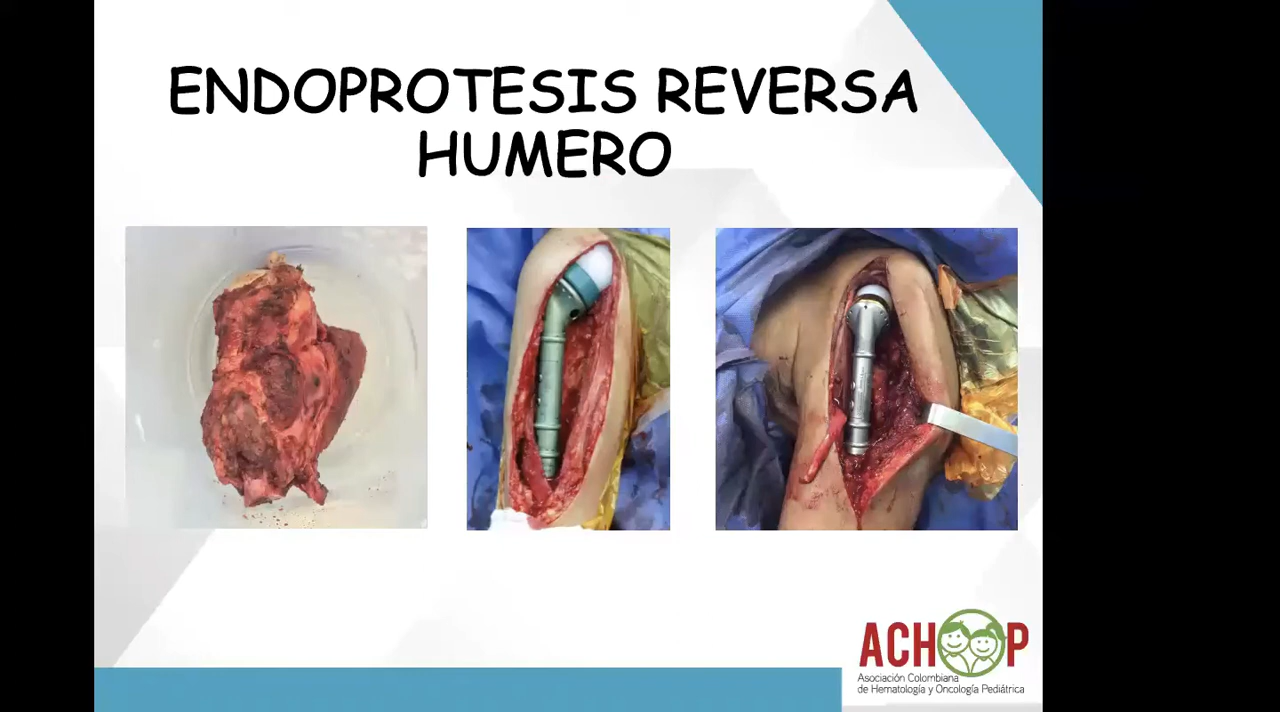 ENDOPROTESIS REVERSA
HUMERO
ACHOP
Asociación Colombiana
de Hematología y Oncología Pediátrica